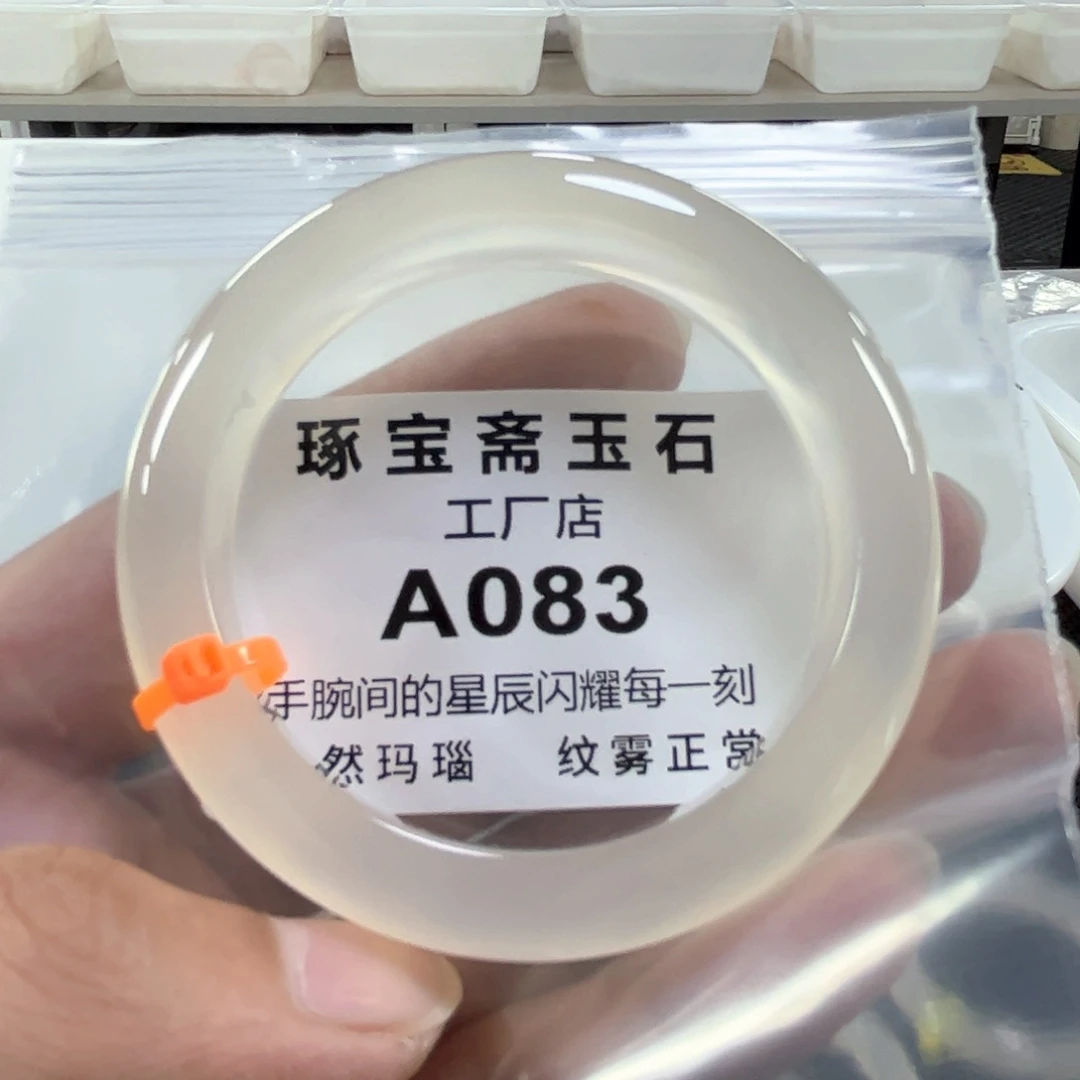 琢宝斋玉石
工厂店
A083
手腕间的星辰闪耀每一刻
然玛瑙 纹雾正常